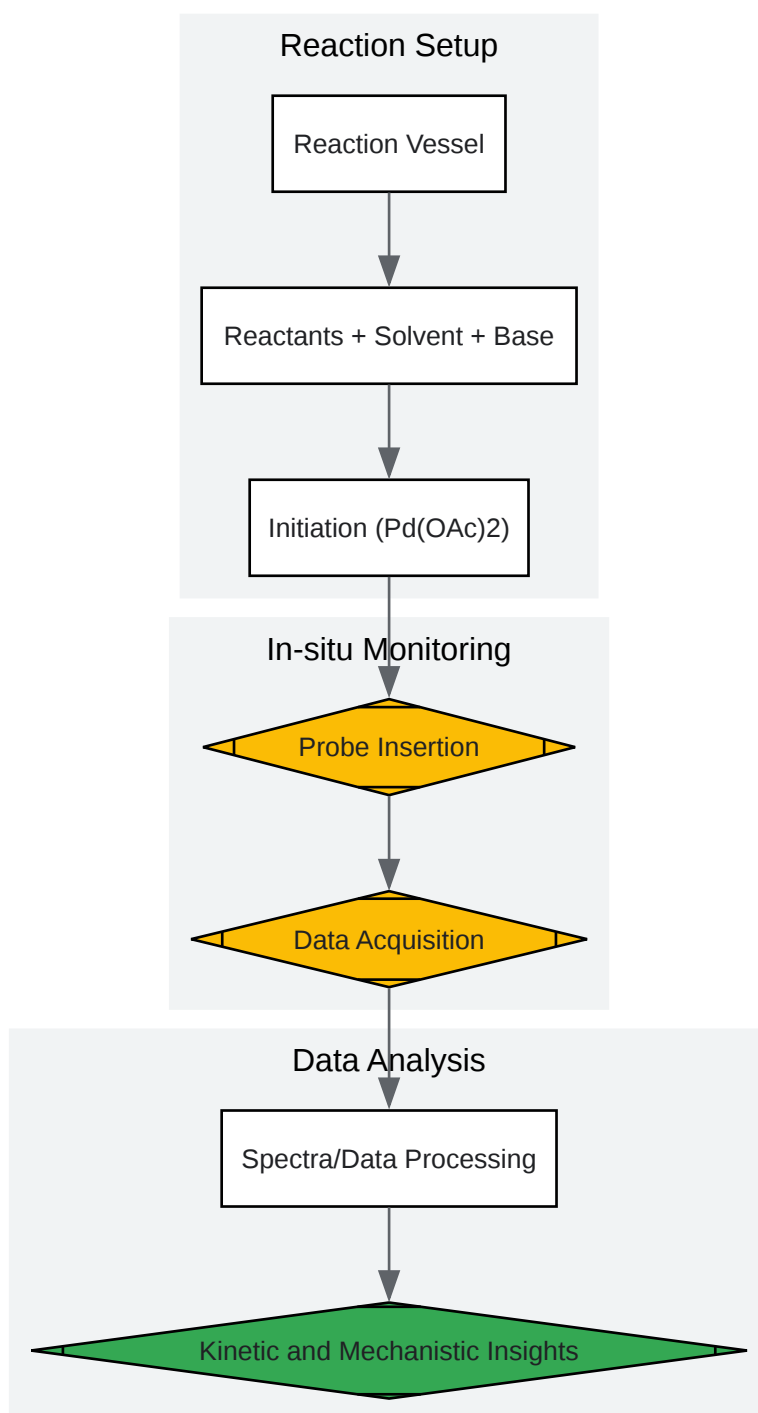 Reaction Setup
Reaction Vessel
Reactants + Solvent + Base
Initiation (Pd(OAc)2)
In-situ Monitoring
Probe Insertion
Data Acquisition
Data Analysis
Spectra/Data Processing
Kinetic and Mechanistic Insights